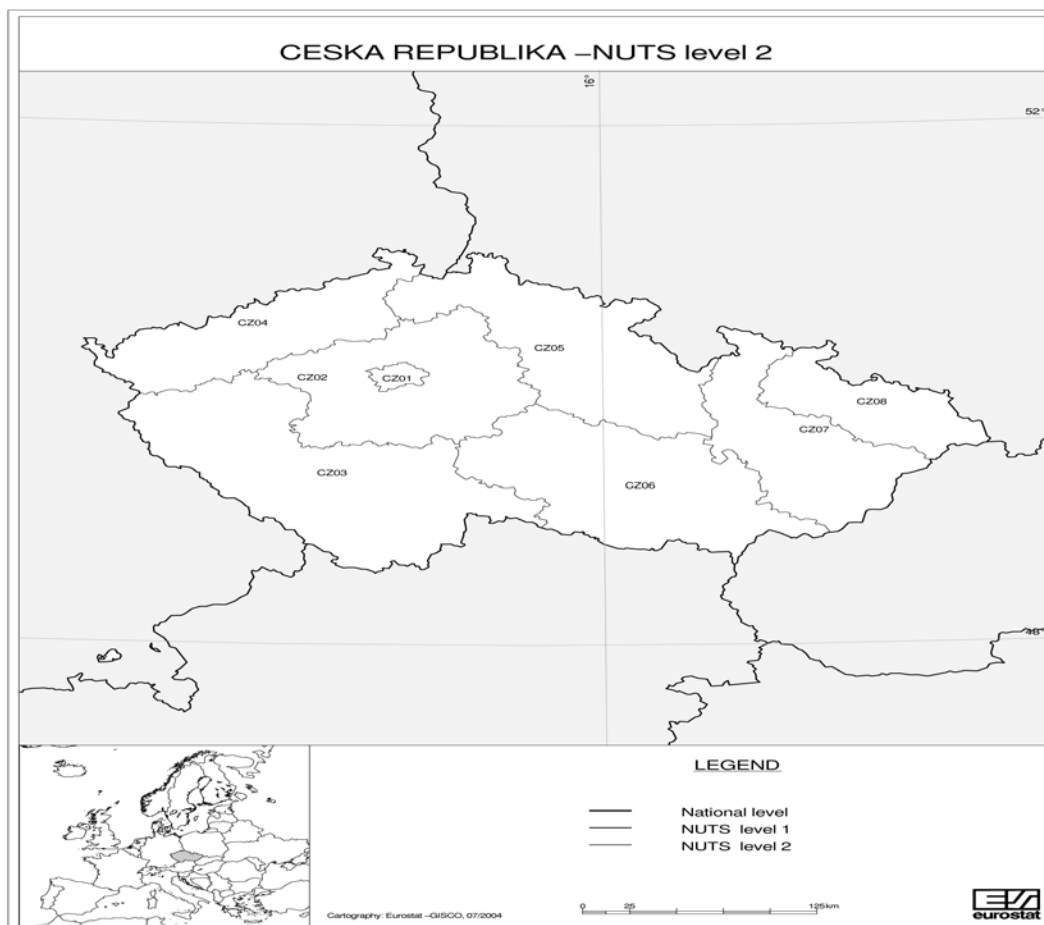 CESKA REPUBLIKA –NUTS level 2
16°
52°
CZ04
CZ05
CZ02
CZ01
CZ08
CZ07
CZ03
CZ06
48°
LEGEND
National level
NUTS level 1
NUTS level 2
Cartography: Eurostat –GISCO, 07/2004
0 25 125km
eurostat